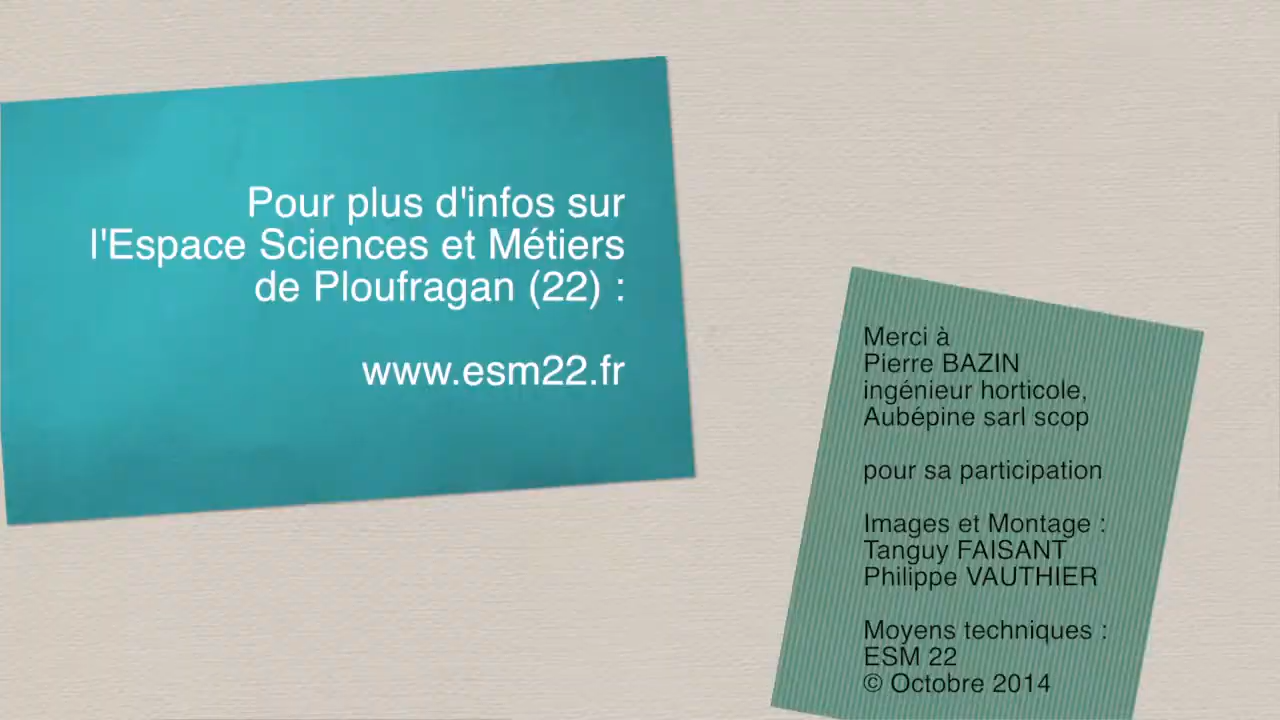 Pour plus d'infos sur
l'Espace Sciences et Métiers
de Ploufragan (22) :
www.esm22.fr
Merci à
Pierre BAZIN
ingénieur horticole,
Aubépine sarl scop
pour sa participation
Images et Montage :
Tanguy FAISANT
Philippe VAUTHIER
Moyens techniques :
ESM 22
© Octobre 2014